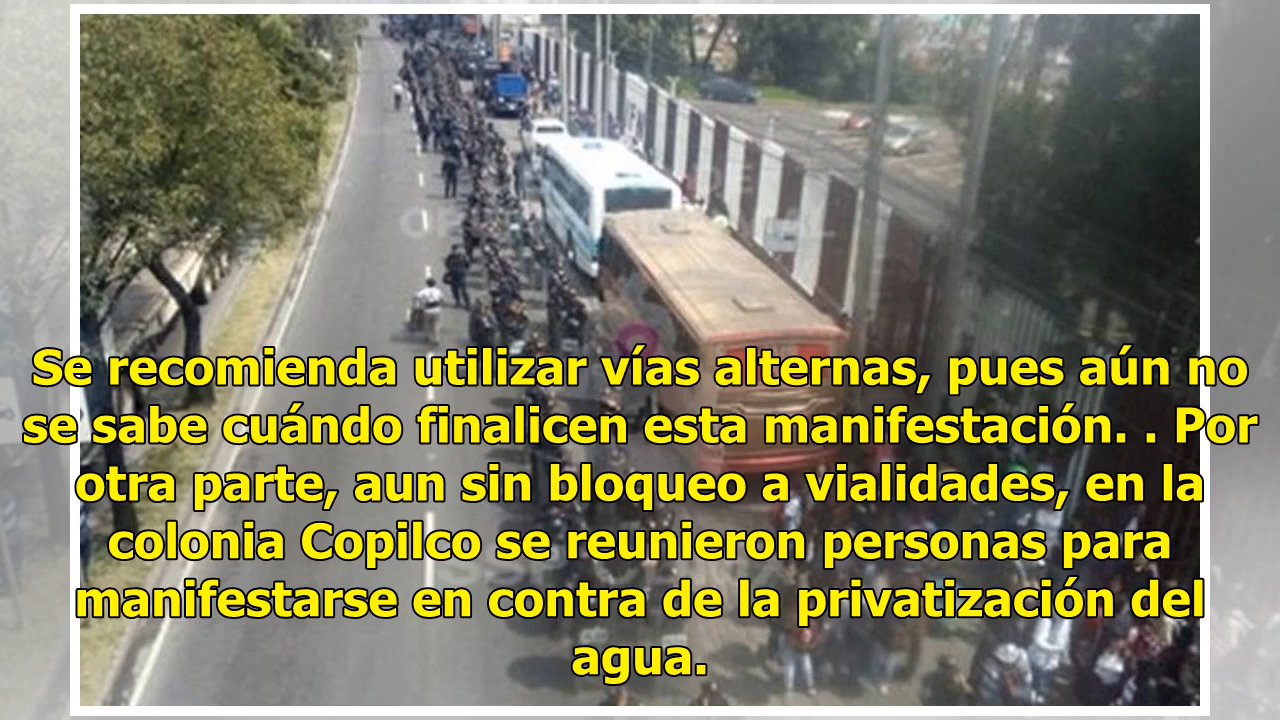 Se recomienda utilizar vías alternas, pues aún no
se sabe cuándo finalicen esta manifestación. . Por
otra parte, aun sin bloqueo a vialidades, en la
colonia Copilco se reunieron personas para
manifestarse en contra de la privatización del
agua.